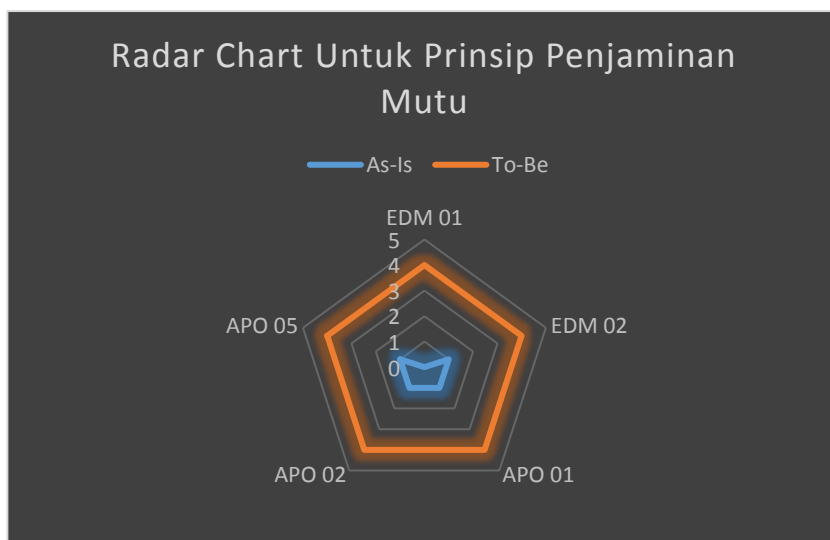 Radar Chart Untuk Prinsip Penjaminan
Mutu
As-Is To-Be
EDM 01
5
4
3
2
1
0
EDM 02
APO 01
APO 02
APO 05